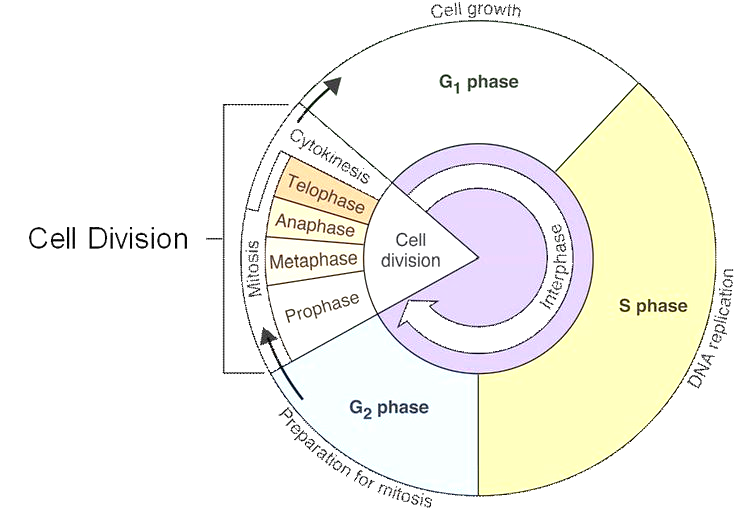 Cell growth
G1 phase
Cytokinesis
Telophase
Anaphase
Metaphase
Prophase
Mitosis
Cell Division
Cell
division
Interphase
S phase
DNA replication
G2 phase
Preparation for mitosis